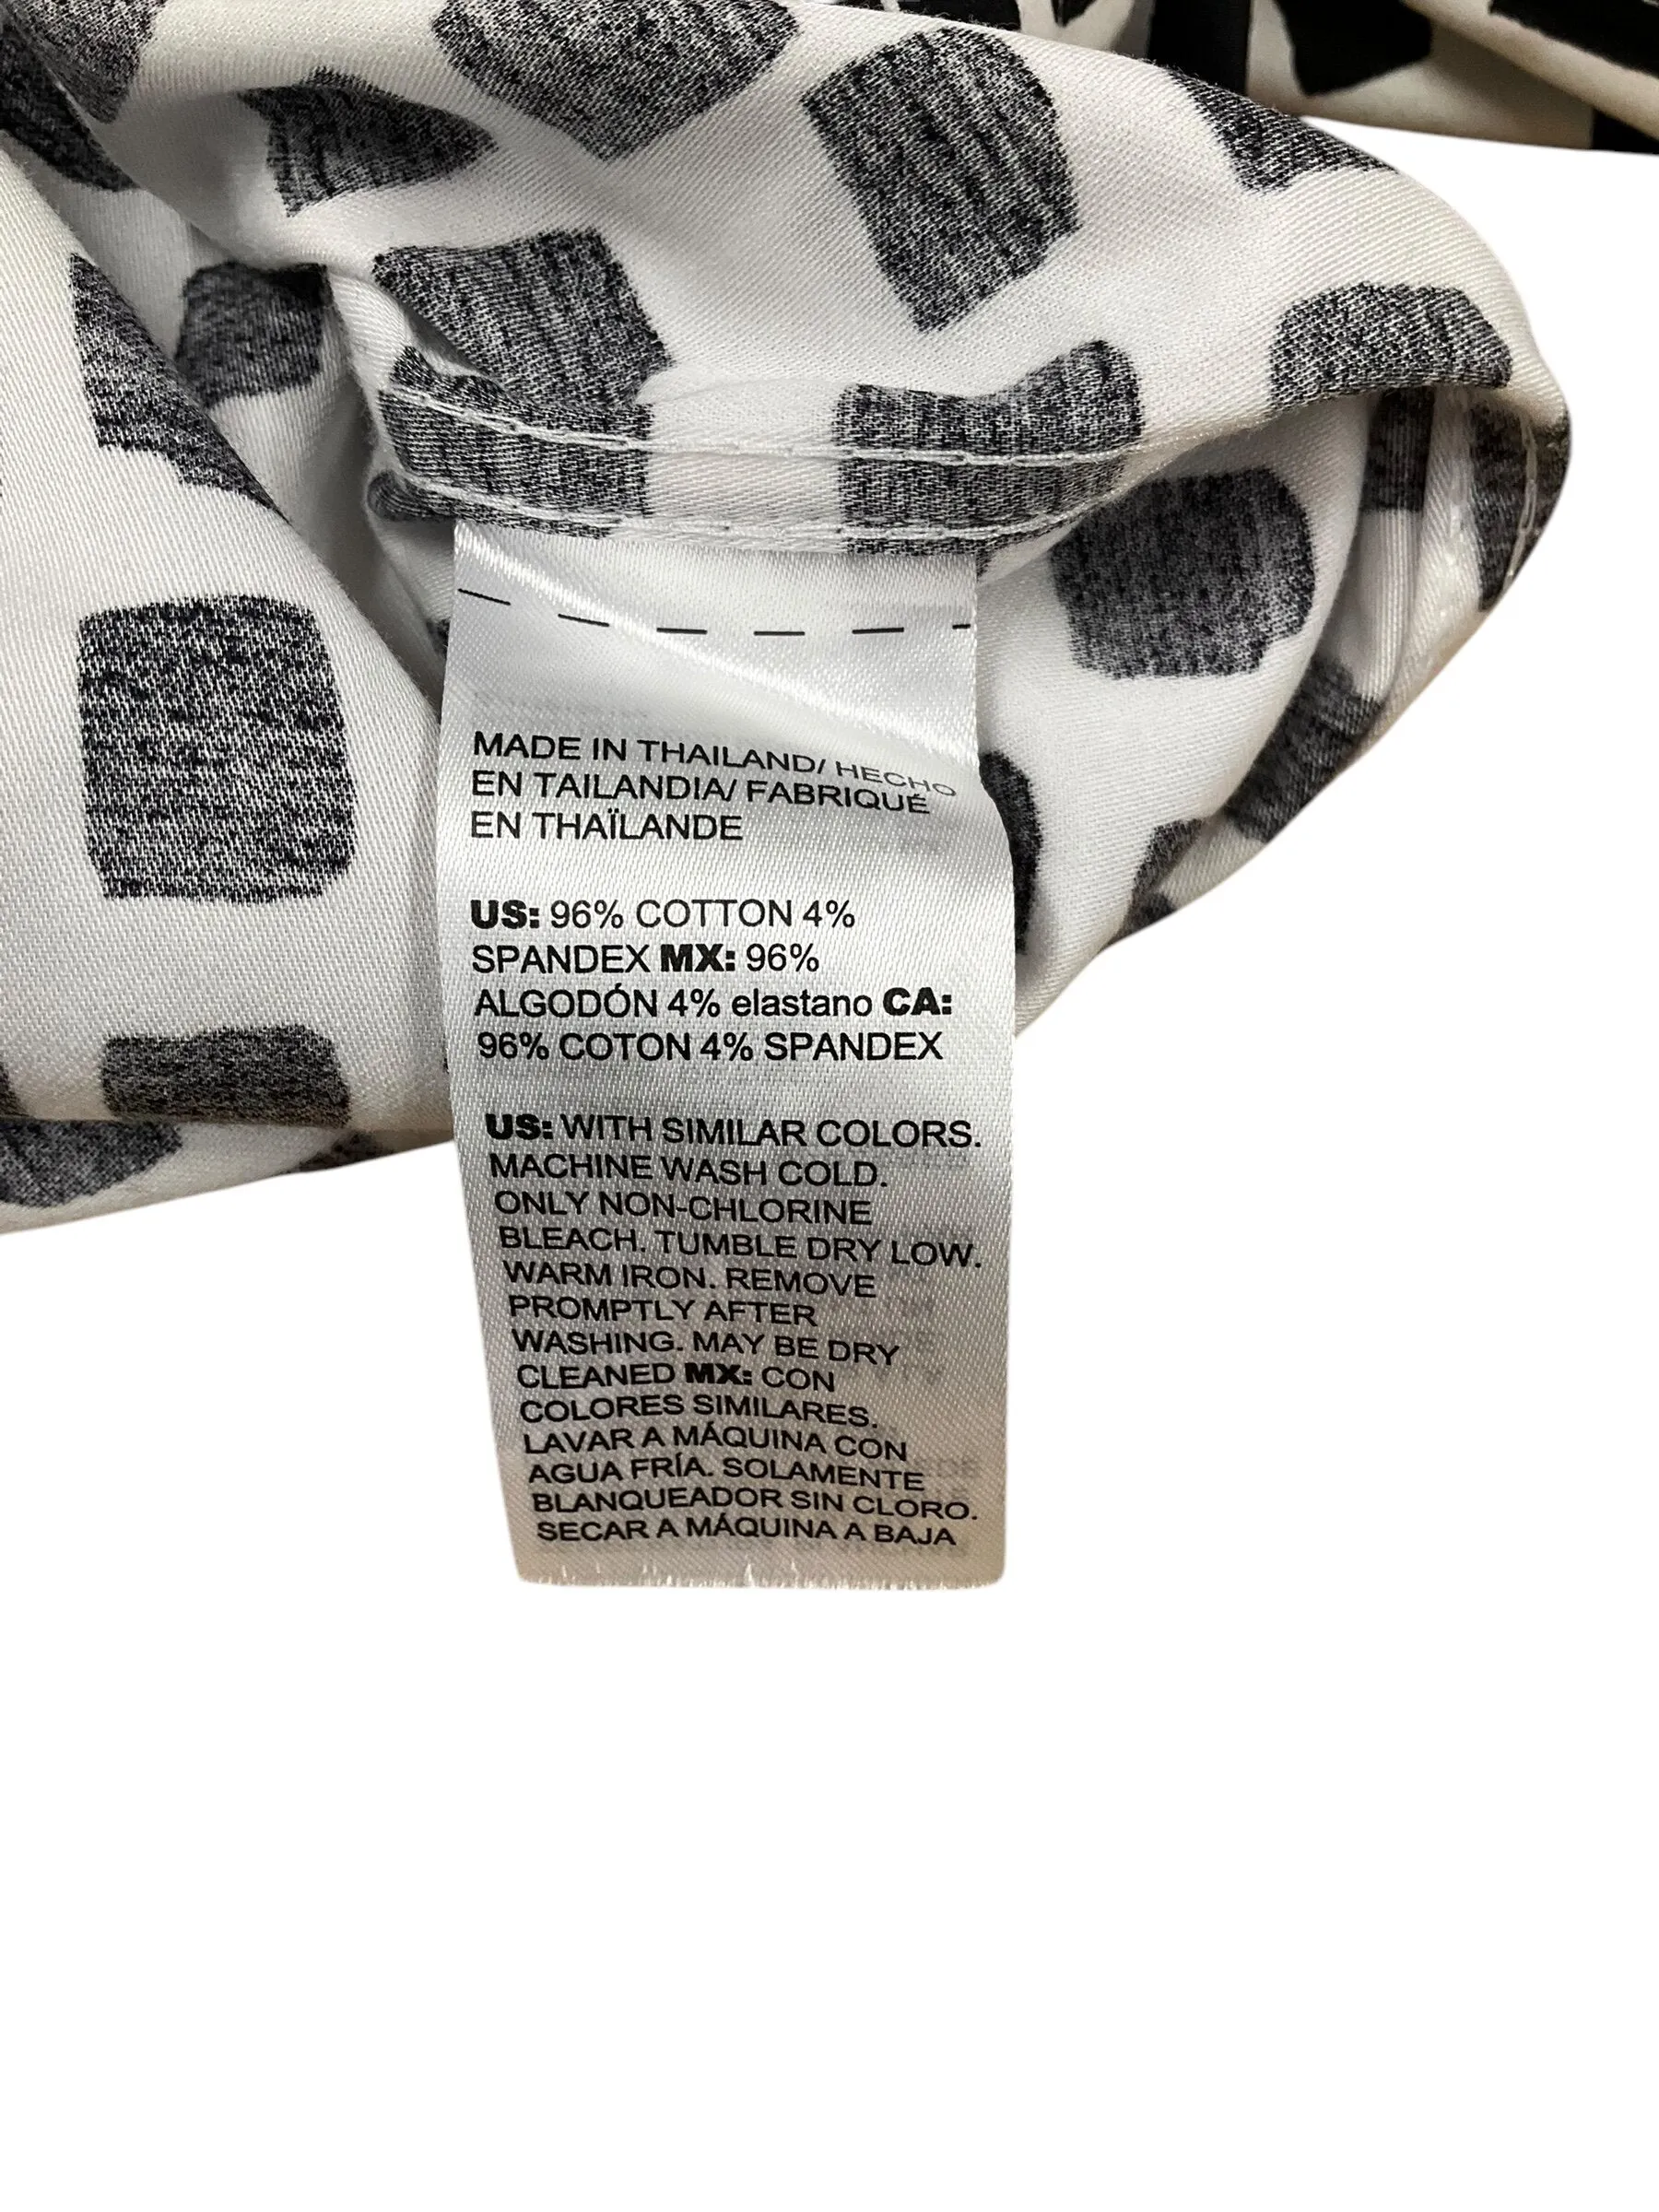 MADE IN THAILAND/ HECHO
EN TAILANDIA/ FABRIQUÉ
EN THAÏLANDE
US: 96% COTTON 4%
SPANDEX MX: 96%
ALGODÓN 4% elastano CA:
96% COTON 4% SPANDEX
US: WITH SIMILAR COLORS.
MACHINE WASH COLD.
ONLY NON-CHLORINE
BLEACH. TUMBLE DRY LOW.
WARM IRON. REMOVE
PROMPTLY AFTER
WASHING. MAY BE DRY
CLEANED MX: CON
COLORES SIMILARES.
LAVAR A MÁQUINA CON
AGUA FRÍA. SOLAMENTE
BLANQUEADOR SIN CLORO.
SECAR A MÁQUINA A BAJA